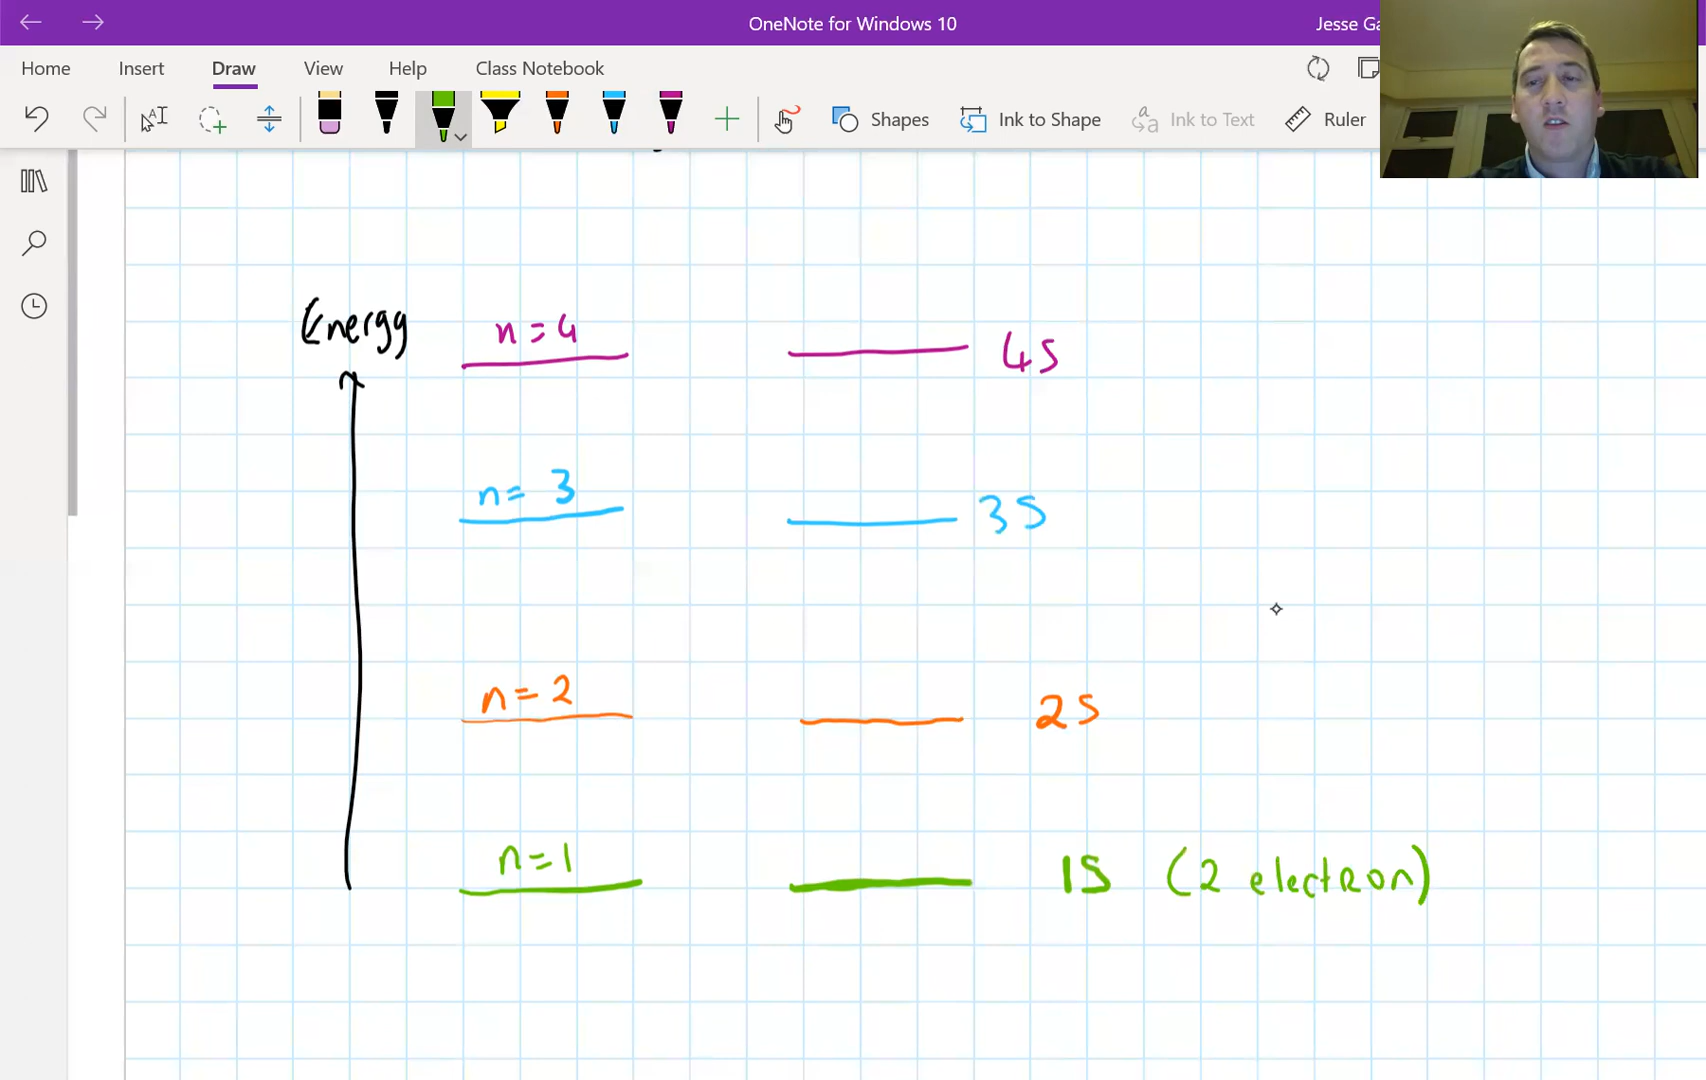 OneNote for Windows 10
Jesse Ga
Home Insert Draw View Help Class Notebook
Shapes Ink to Shape Ink to Text Ruler
Energy
n = 4 4s
n = 3 3s
n = 2 2s
n = 1 1s (2 electron)